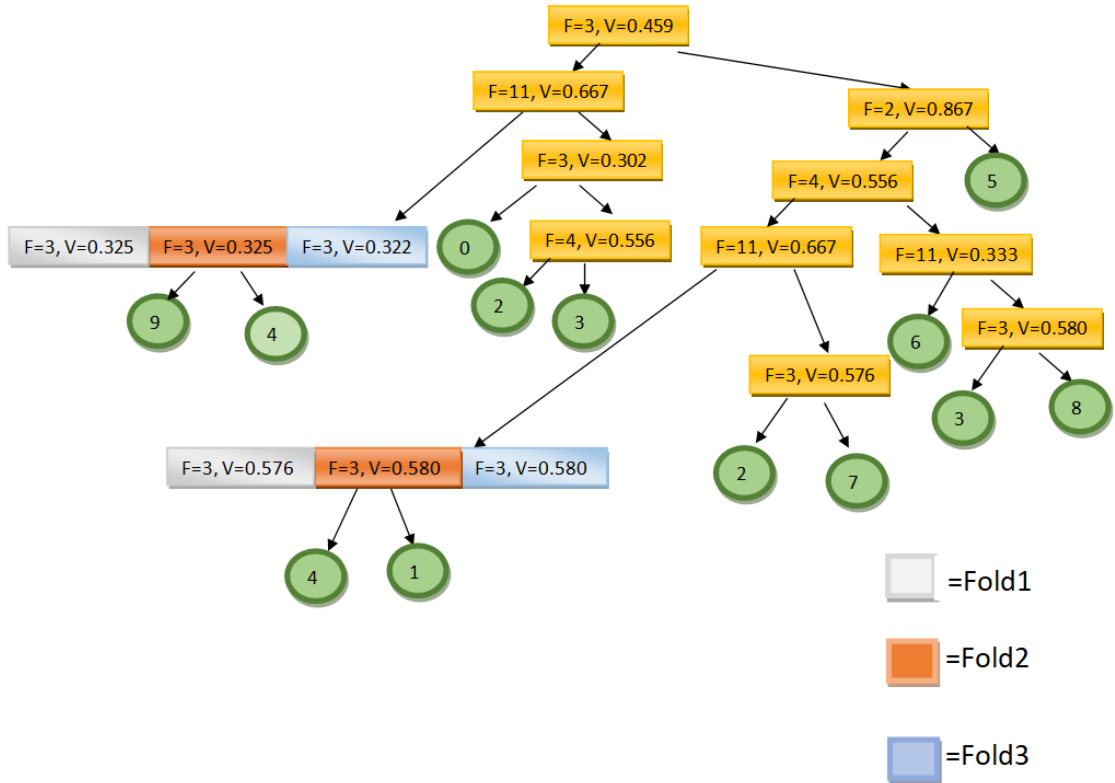 F=3, V=0.459
F=11, V=0.667
F=2, V=0.867
F=3, V=0.302
F=4, V=0.556
5
F=3, V=0.325
F=3, V=0.325
F=3, V=0.322
0
F=4, V=0.556
F=11, V=0.667
F=11, V=0.333
9
4
2
3
6
F=3, V=0.580
F=3, V=0.576
3
8
F=3, V=0.576
F=3, V=0.580
F=3, V=0.580
2
7
4
1
=Fold1
=Fold2
=Fold3